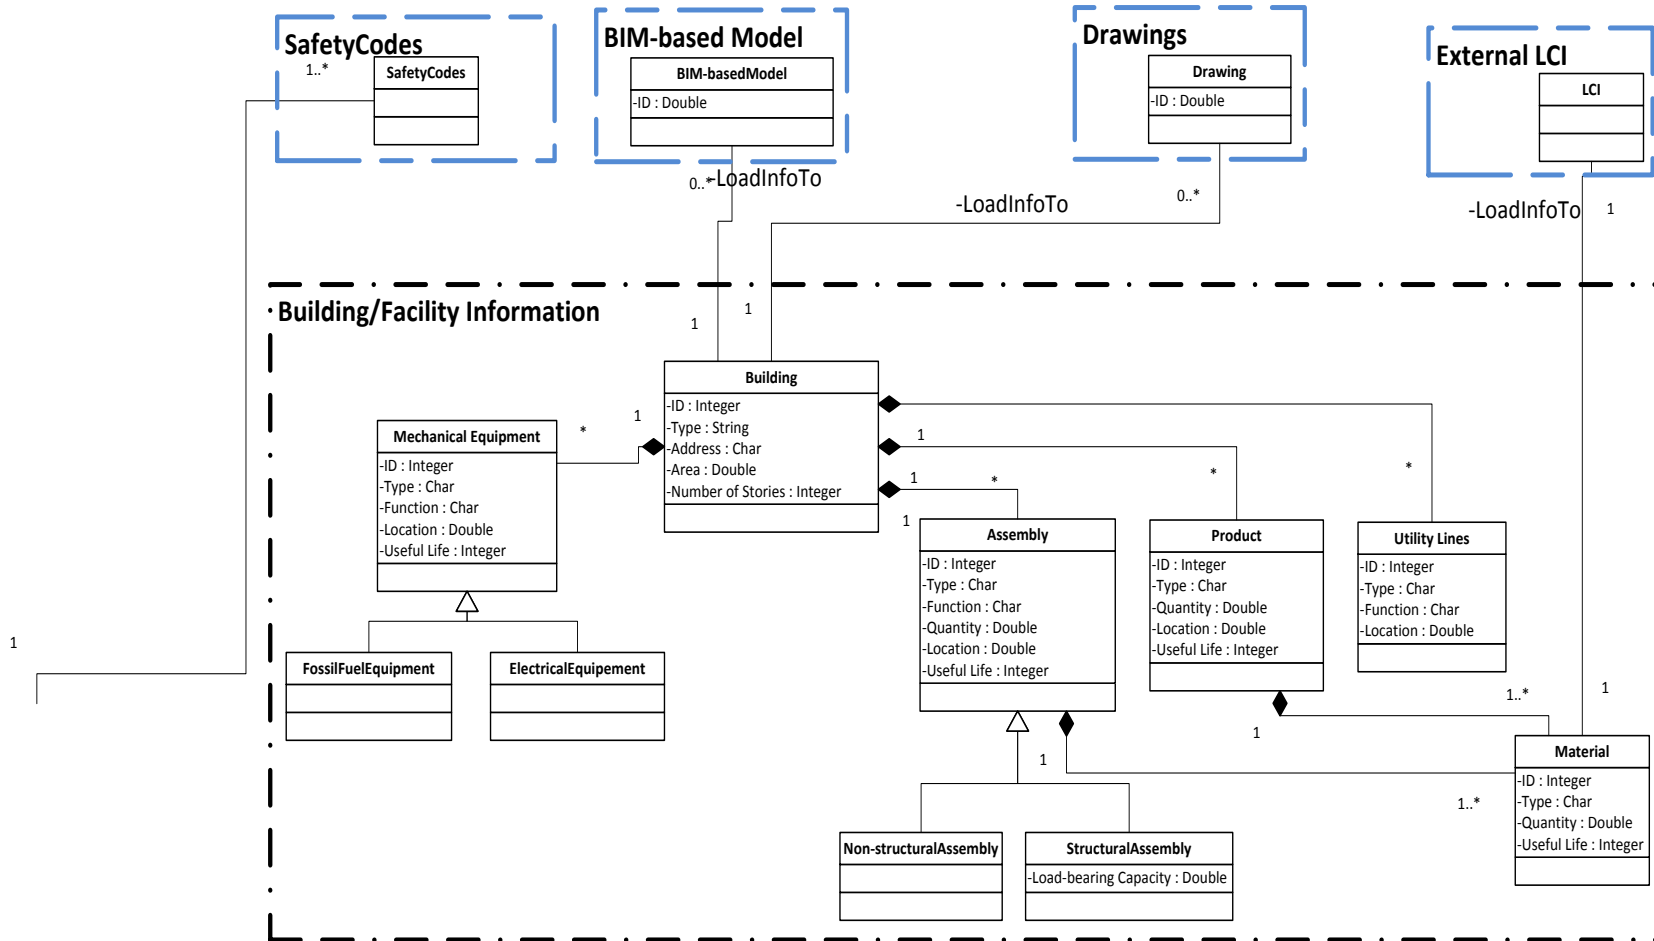 SafetyCodes
1..*
SafetyCodes
BIM-based Model
BIM-basedModel
-ID : Double
Drawings
Drawing
-ID : Double
External LCI
LCI
0..*
-LoadInfoTo
-LoadInfoTo
0..*
-LoadInfoTo
1
Building/Facility Information
1
1
Building
-ID : Integer
-Type : String
-Address : Char
-Area : Double
-Number of Stories : Integer
1
*
Mechanical Equipment
-ID : Integer
-Type : Char
-Function : Char
-Location : Double
-Useful Life : Integer
1
*
1
*
1
*
Assembly
-ID : Integer
-Type : Char
-Function : Char
-Quantity : Double
-Location : Double
-Useful Life : Integer
Product
-ID : Integer
-Type : Char
-Quantity : Double
-Location : Double
-Useful Life : Integer
Utility Lines
-ID : Integer
-Type : Char
-Function : Char
-Location : Double
1
FossilFuelEquipment
ElectricalEquipement
1..*
1
1
1
1..*
Material
-ID : Integer
-Type : Char
-Quantity : Double
-Useful Life : Integer
Non-structuralAssembly
StructuralAssembly
-Load-bearing Capacity : Double